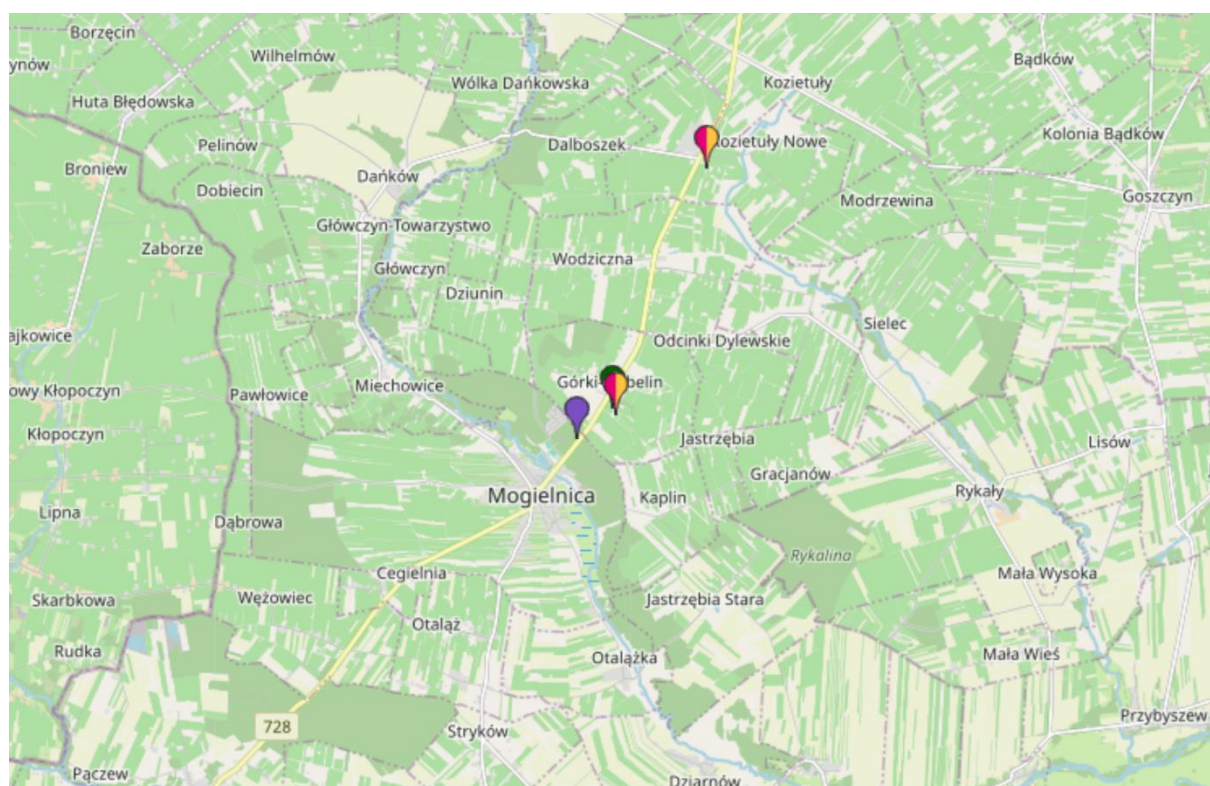 Borzęcin
Wilhelmów
ynów
Wólka Dańkowska
Kozietuły
Bądków
Huta Błędowska
Kolonia Bądków
Pelinów
Dalboszek
ozietuły Nowe
Broniew
Dańków
Dobiecin
Goszczyn
Modrzewina
Główczyn-Towarzystwo
Zaborze
Wodziczna
Główczyn
Dziunin
Sielec
ajkowice
Odcinki Dylewskie
Górki-
belin
Miechowice
owy Kłopoczyn
Pawłowice
Kłopoczyn
Jastrzębia
Lisów
Gracjanów
Mogielnica
Kaplin
Rykały
Lipna
Dąbrowa
Rykalina
Cegielnia
Mała Wysoka
Skarbkowa
Wężowiec
Jastrzębia Stara
Otaląż
Rudka
Otalążka
Mała Wieś
728
Stryków
Przybyszew
Pączew
Dziarnów